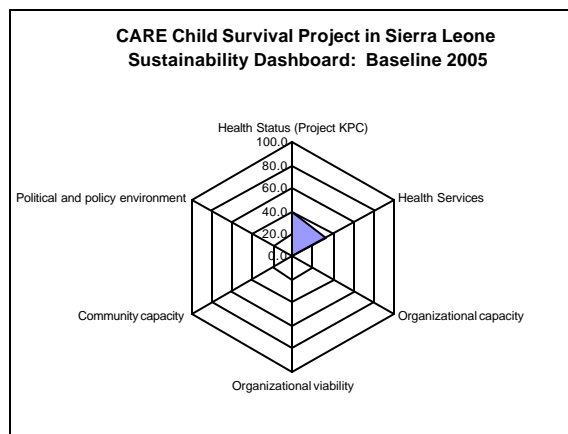 CARE Child Survival Project in Sierra Leone
Sustainability Dashboard: Baseline 2005
Health Status (Project KPC)
100.0
80.0
60.0
40.0
20.0
0.0
Political and policy environment
Health Services
Community capacity
Organizational capacity
Organizational viability